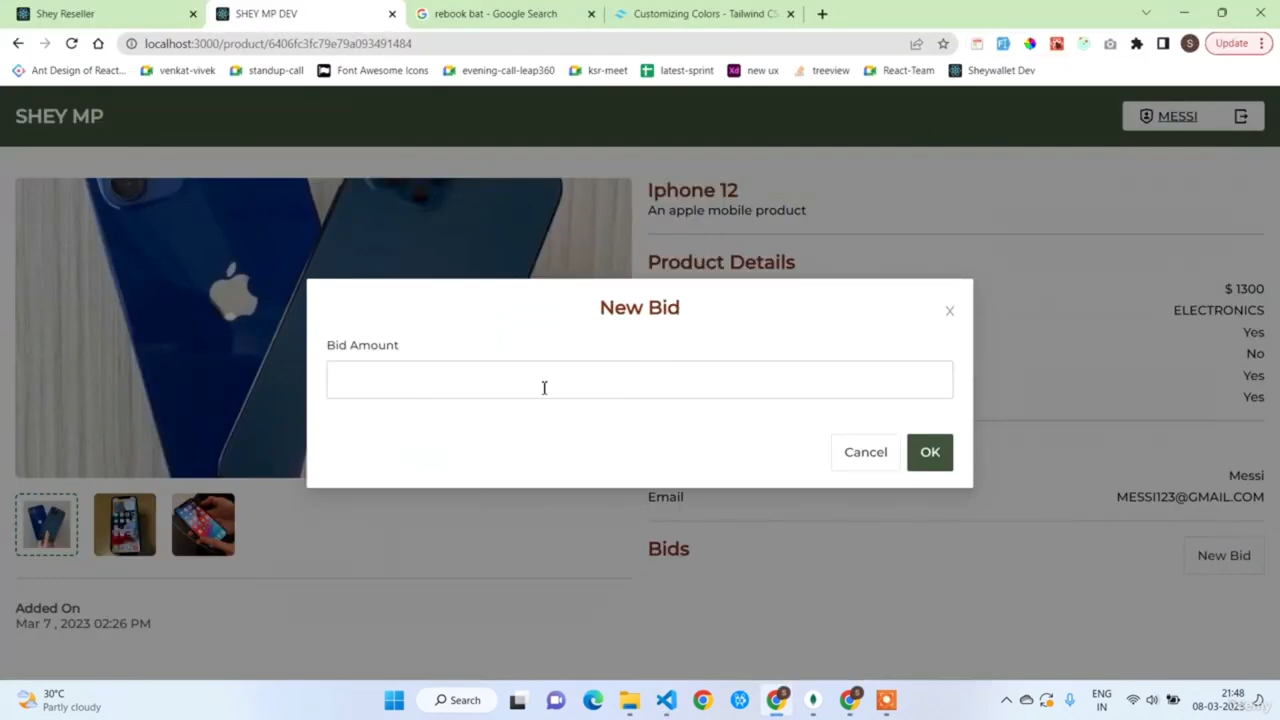 Shey Reseller
SHEY MP DEV
rebook bat - Google Search
Customizing Colors - Tailwind CS
localhost:3000/product/6406fc3fc79e79a093491484
S
Update
Ant Design of React...
venkat-vivek
standup-call
Font Awesome Icons
evening-call-leap360
ksr-meet
latest-sprint
Xd
new ux
treeview
React-Team
Sheywallet Dev
SHEY MP
MESSI
Iphone 12
An apple mobile product
Product Details
$ 1300
ELECTRONICS
Yes
No
Yes
Yes
New Bid
X
Bid Amount
Cancel
OK
Messi
Email
MESSI123@GMAIL.COM
Bids
New Bid
Added On
Mar 7 , 2023 02:26 PM
30°C
Partly cloudy
Search
ENG
IN
21:48
08-03-2023